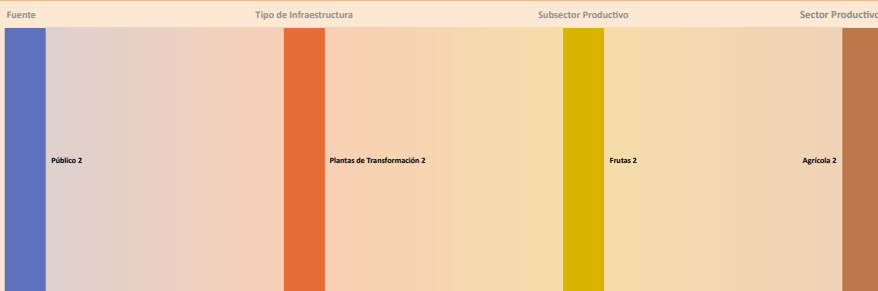 Fuente
Tipo de Infraestructura
Subsector Productivo
Sector Productivo
Público 2
Plantas de Transformación 2
Frutas 2
Agrícola 2